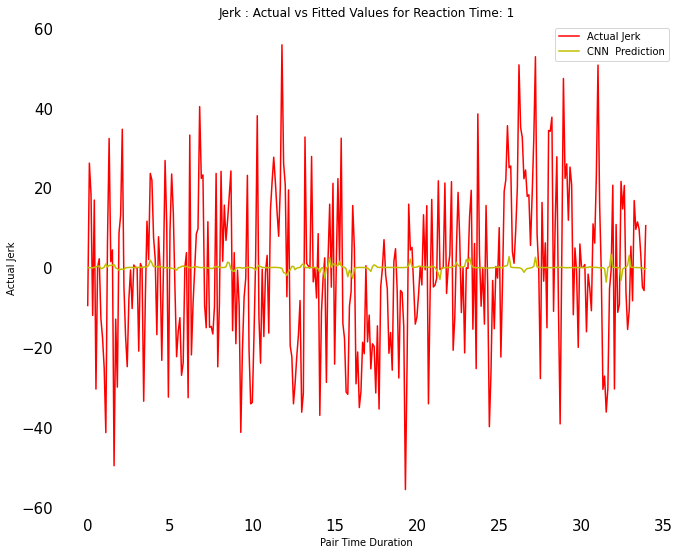 Jerk : Actual vs Fitted Values for Reaction Time: 1
60
Actual Jerk
CNN  Prediction
40
20
0
−20
−40
−60
Actual Jerk
0 5 10 15 20 25 30 35
Pair Time Duration